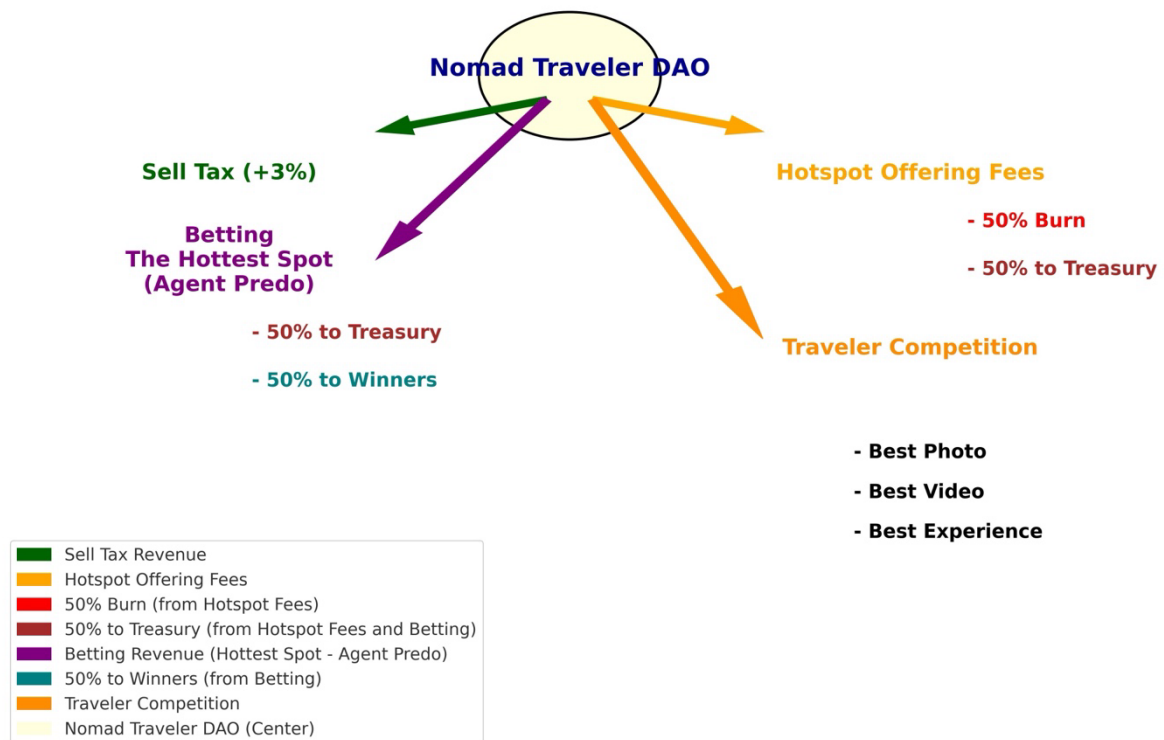 Nomad Traveler DAO
Sell Tax (+3%)
Betting
The Hottest Spot
(Agent Predo)
- 50% to Treasury
- 50% to Winners
Hotspot Offering Fees
- 50% Burn
- 50% to Treasury
Traveler Competition
- Best Photo
- Best Video
- Best Experience
Sell Tax Revenue
Hotspot Offering Fees
50% Burn (from Hotspot Fees)
50% to Treasury (from Hotspot Fees and Betting)
Betting Revenue (Hottest Spot - Agent Predo)
50% to Winners (from Betting)
Traveler Competition
Nomad Traveler DAO (Center)